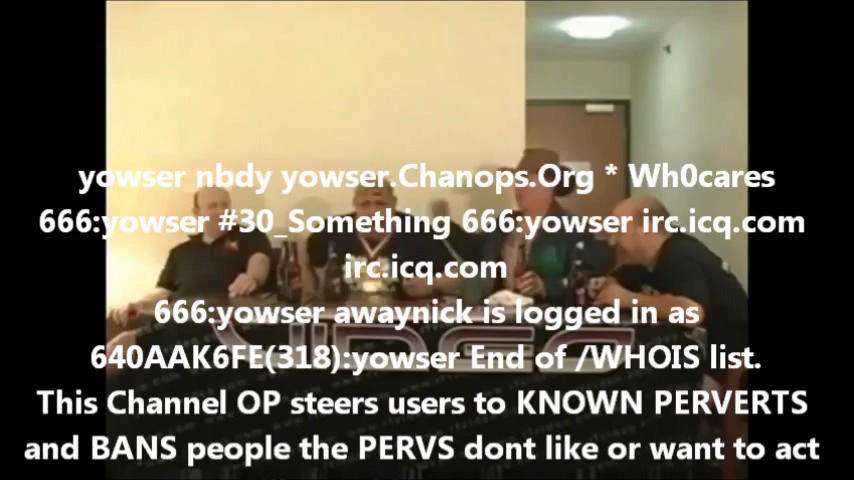 yowser nbdy yowser.Chanops.Org * Wh0cares
666:yowser #30_Something 666:yowser irc.icq.com
irc.icq.com
666:yowser awaynick is logged in as
640AAK6FE(318):yowser End of /WHOIS list.
This Channel OP steers users to KNOWN PERVERTS
and BANS people the PERVS dont like or want to act